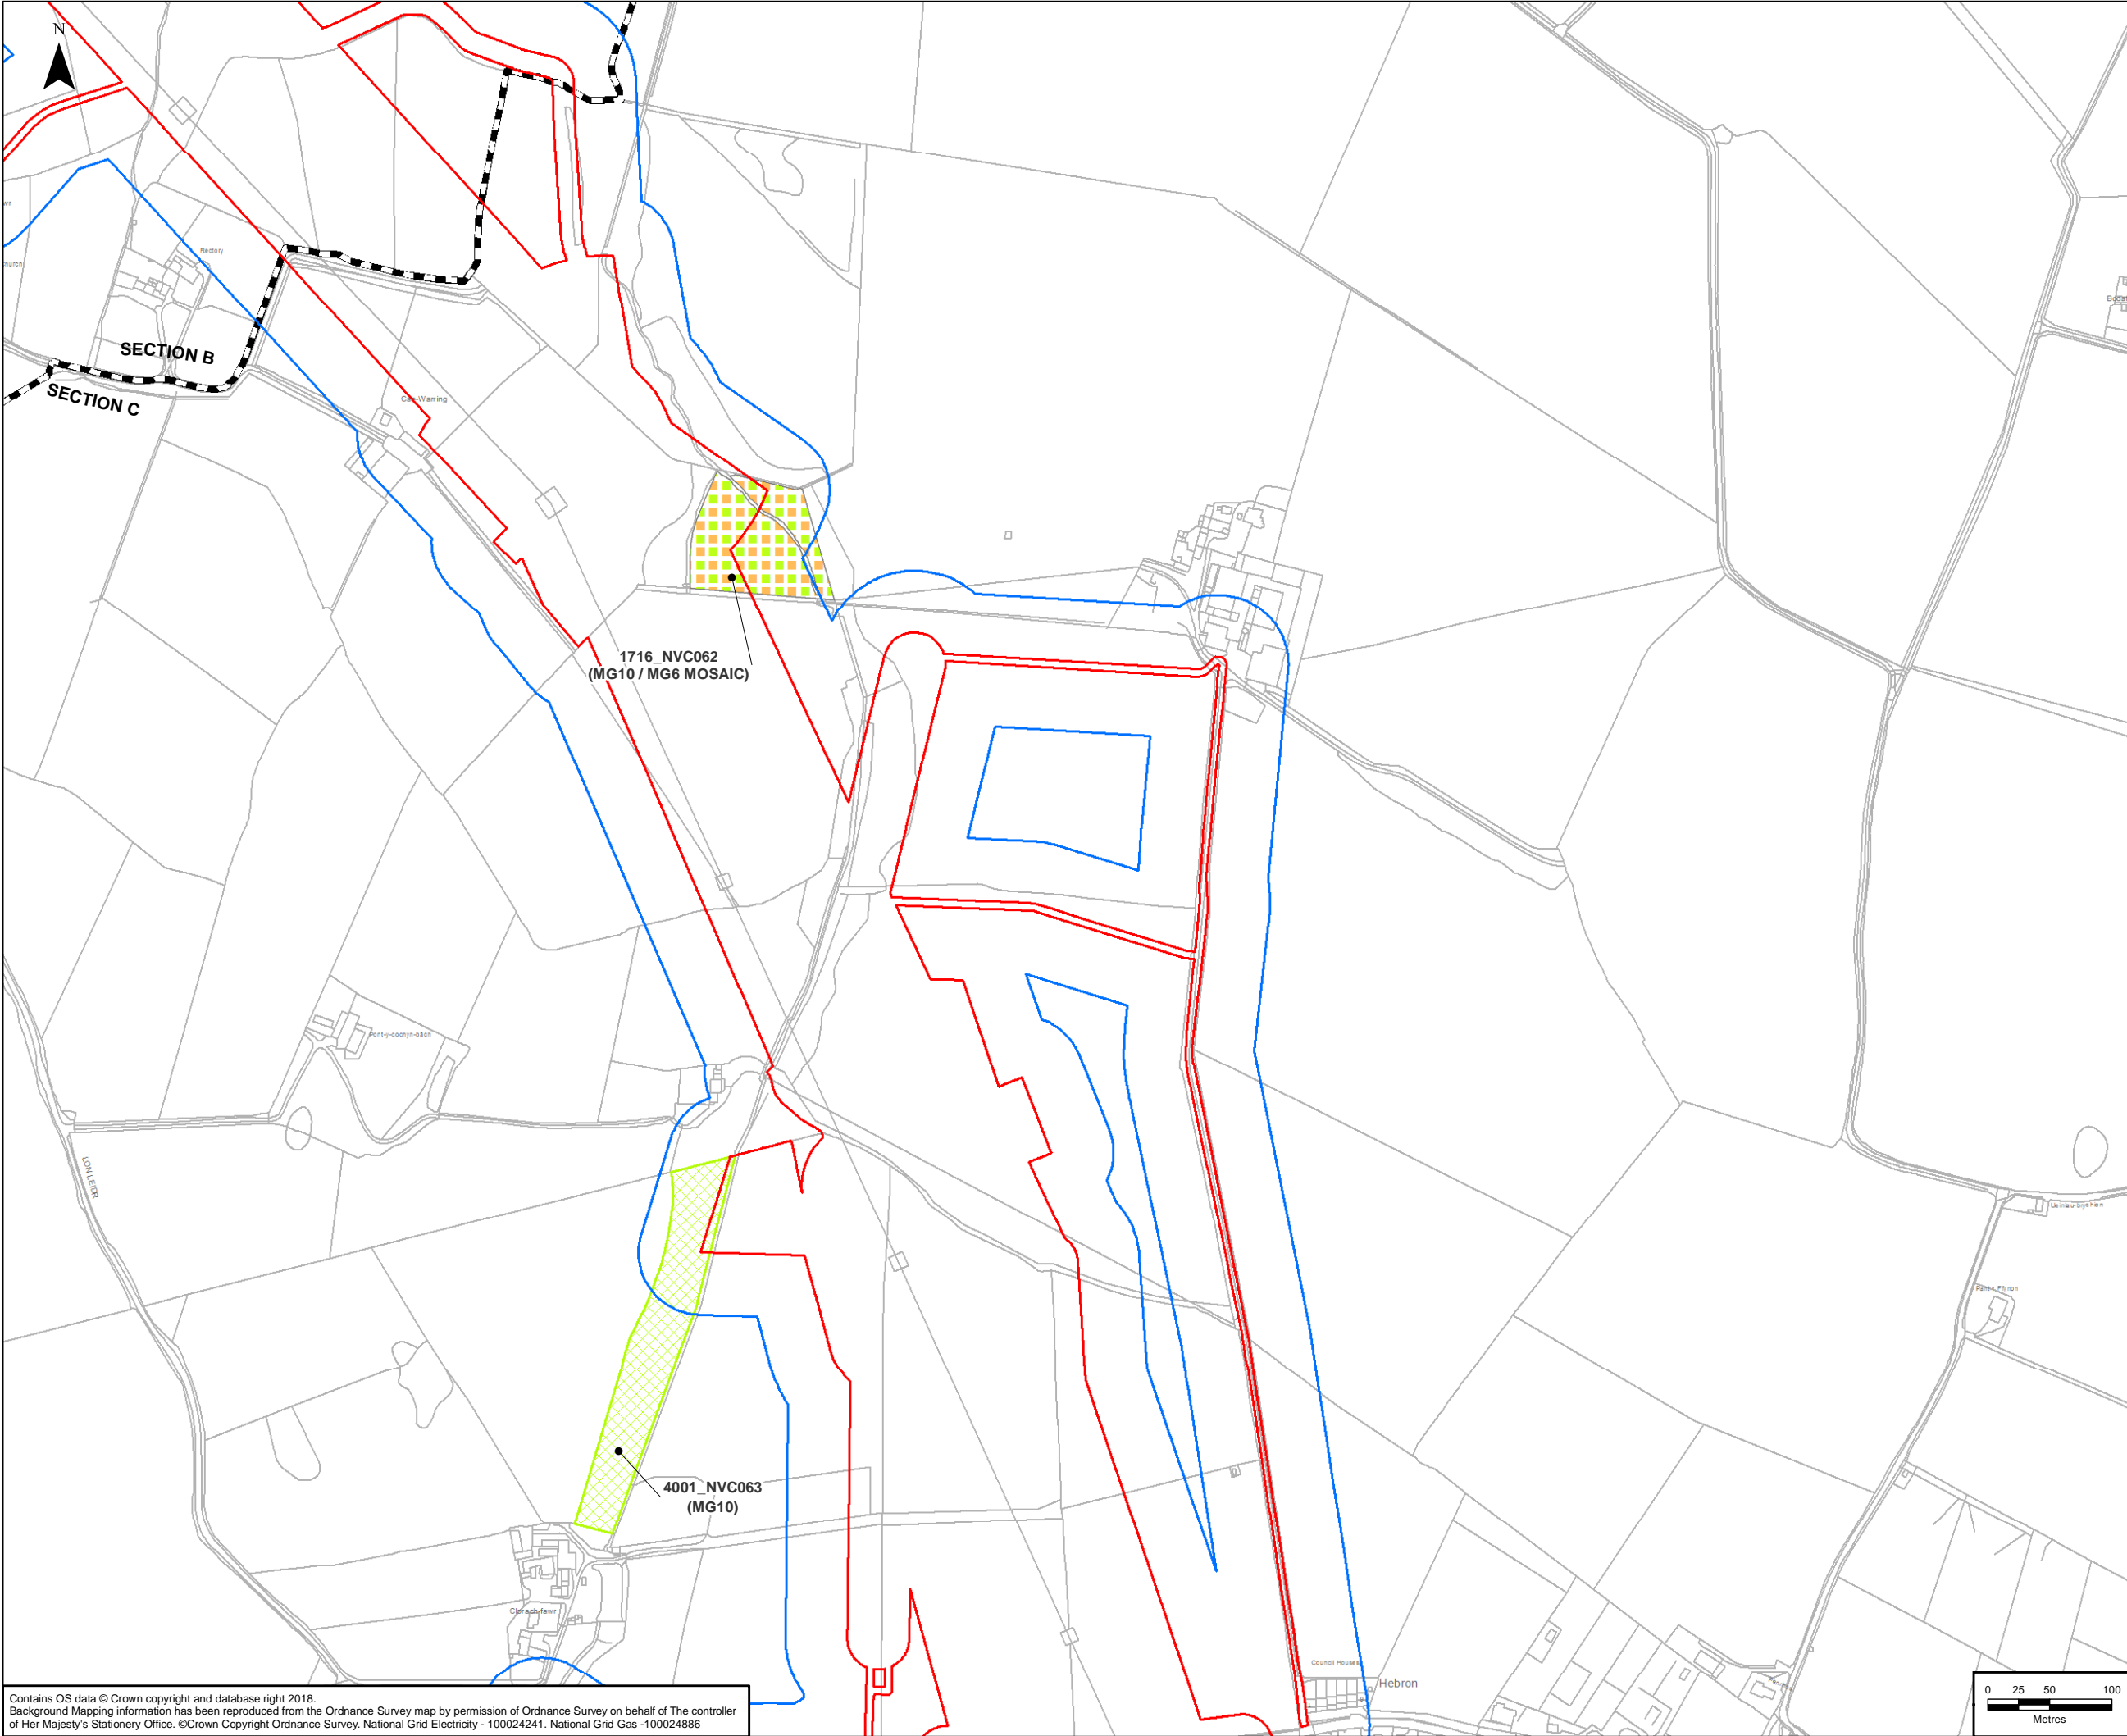 N
Rectory
SECTION B
SECTION C
1716_NVC062
(MG10 / MG6 MOSAIC)
LON LEIDR
4001_NVC063
(MG10)
Clorach-fawr
Council Houses
Hebron
Contains OS data © Crown copyright and database right 2018.
Background Mapping information has been reproduced from the Ordnance Survey map by permission of Ordnance Survey on behalf of The controller
of Her Majesty's Stationery Office. ©Crown Copyright Ordnance Survey. National Grid Electricity - 100024241. National Grid Gas -100024886
0 25 50 100
Metres